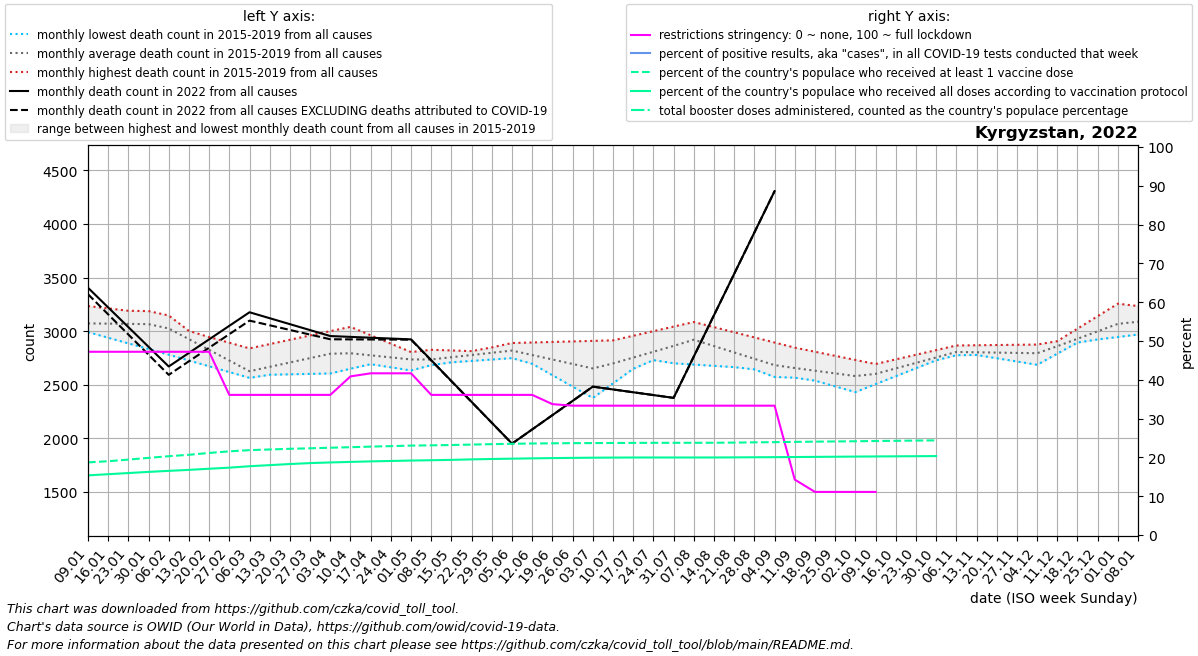 left Y axis:
monthly lowest death count in 2015-2019 from all causes
monthly average death count in 2015-2019 from all causes
monthly highest death count in 2015-2019 from all causes
monthly death count in 2022 from all causes
monthly death count in 2022 from all causes EXCLUDING deaths attributed to COVID-19
range between highest and lowest monthly death count from all causes in 2015-2019
right Y axis:
restrictions stringency: 0 ~ none, 100 ~ full lockdown
percent of positive results, aka "cases", in all COVID-19 tests conducted that week
percent of the country's populace who received at least 1 vaccine dose
percent of the country's populace who received all doses according to vaccination protocol
total booster doses administered, counted as the country's populace percentage
Kyrgyzstan, 2022
4500
4000
3500
3000
2500
2000
1500
count
100
90
80
70
60
50
40
30
20
10
0
percent
09.01 16.01 23.01 30.01 06.02 13.02 20.02 27.02 06.03 13.03 20.03 27.03 03.04 10.04 17.04 24.04 01.05 08.05 15.05 22.05 29.05 05.06 12.06 19.06 26.06 03.07 10.07 17.07 24.07 31.07 07.08 14.08 21.08 28.08 04.09 11.09 18.09 25.09 02.10 09.10 16.10 23.10 30.10 06.11 13.11 20.11 27.11 04.12 11.12 18.12 25.12 01.01 08.01
date (ISO week Sunday)
This chart was downloaded from https://github.com/czka/covid_toll_tool.
Chart's data source is OWID (Our World in Data), https://github.com/owid/covid-19-data.
For more information about the data presented on this chart please see https://github.com/czka/covid_toll_tool/blob/main/README.md.